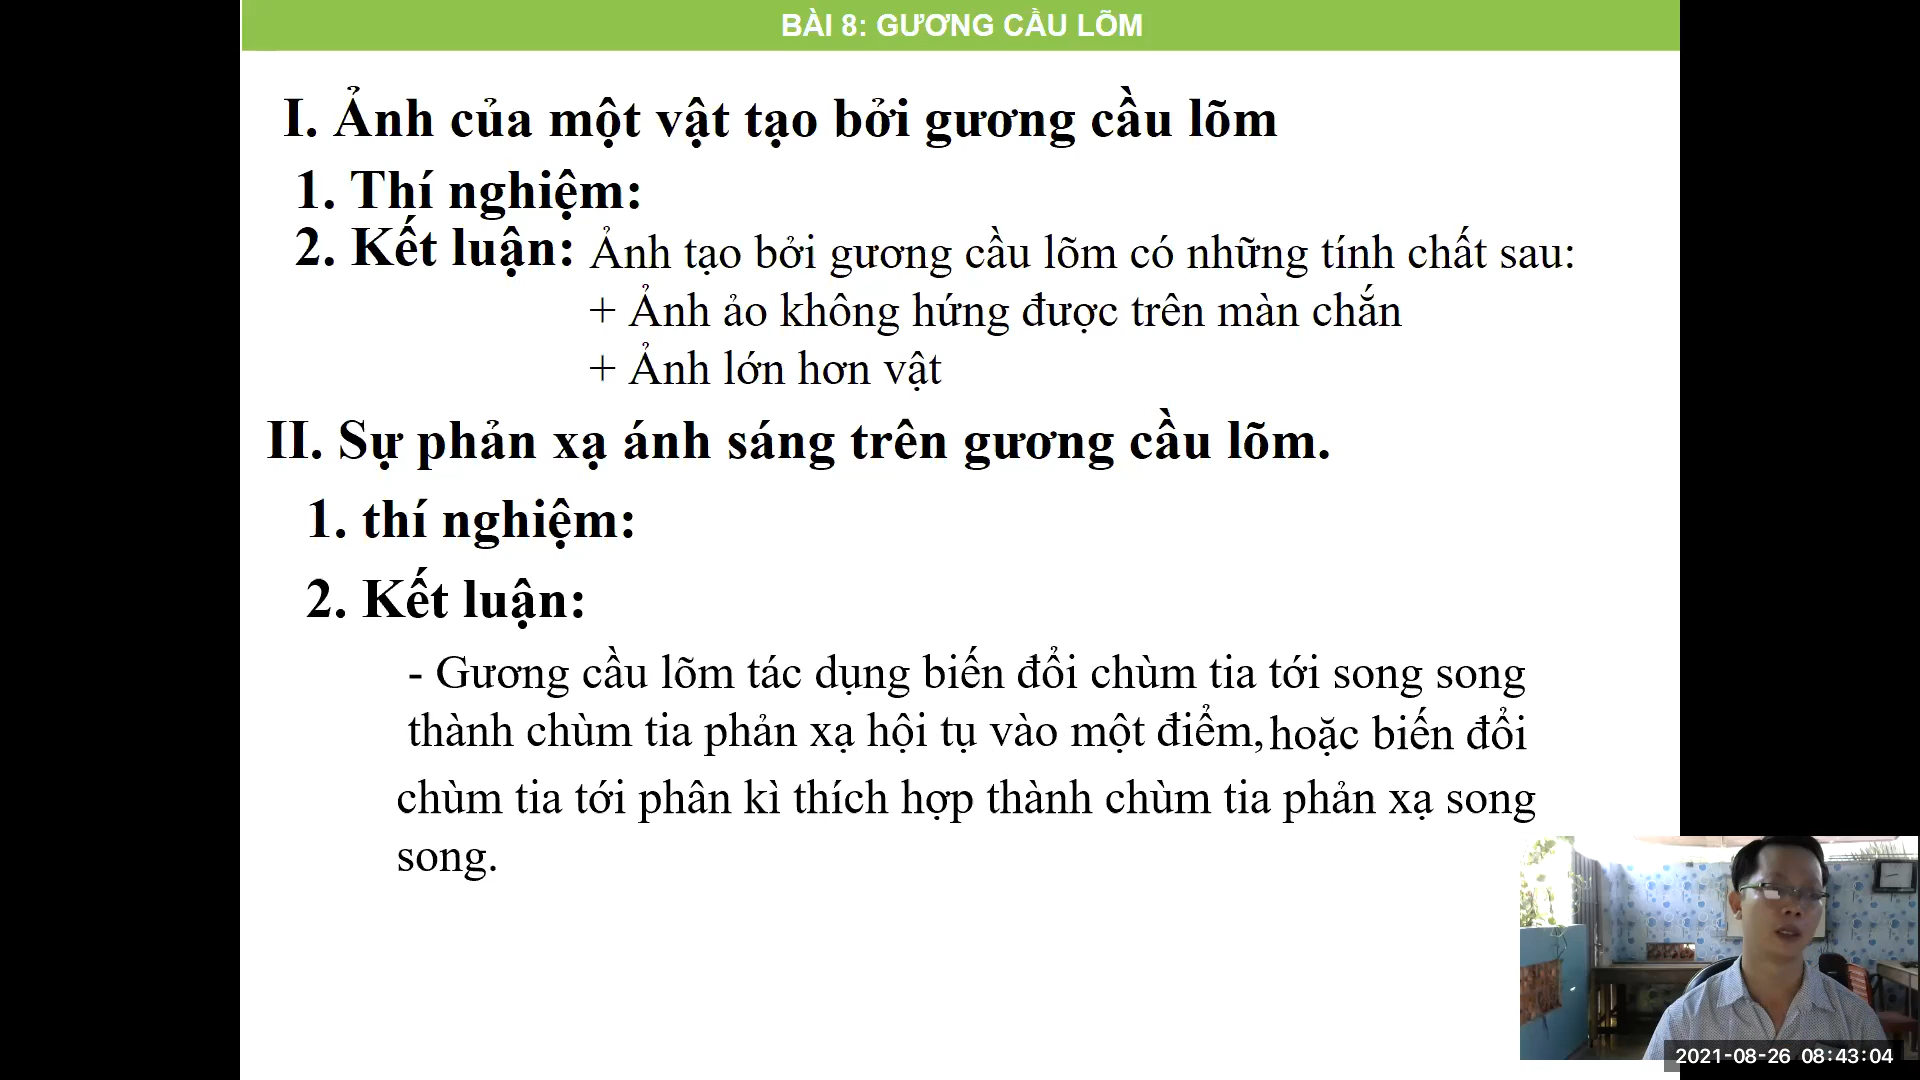 BÀI 8: GƯƠNG CẦU LÕM
I. Ảnh của một vật tạo bởi gương cầu lõm
1. Thí nghiệm:
2. Kết luận: Ảnh tạo bởi gương cầu lõm có những tính chất sau:
+ Ảnh ảo không hứng được trên màn chắn
+ Ảnh lớn hơn vật
II. Sự phản xạ ánh sáng trên gương cầu lõm.
1. thí nghiệm:
2. Kết luận:
- Gương cầu lõm tác dụng biến đổi chùm tia tới song song
thành chùm tia phản xạ hội tụ vào một điểm, hoặc biến đổi
chùm tia tới phân kì thích hợp thành chùm tia phản xạ song
song.
2021-08-26 08:43:04